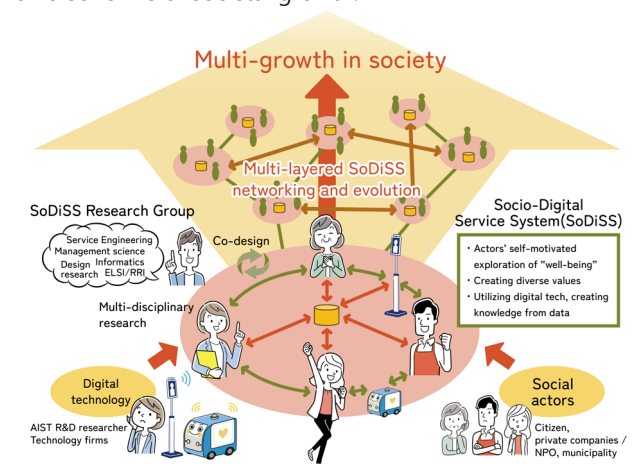 Multi-growth in society
Multi-layered SoDiSS
networking and evolution
SoDiSS Research Group
Service Engineering
Management science
Design Informatics
research ELSI/RRI
Co-design
Socio-Digital
Service System(SoDiSS)
・Actors' self-motivated
exploration of "well-being"
・Creating diverse values
・Utilizing digital tech, creating
knowledge from data
Multi-disciplinary
research
Digital
technology
AIST R&D researcher
Technology firms
Social
actors
Citizen,
private companies /
NPO, municipality